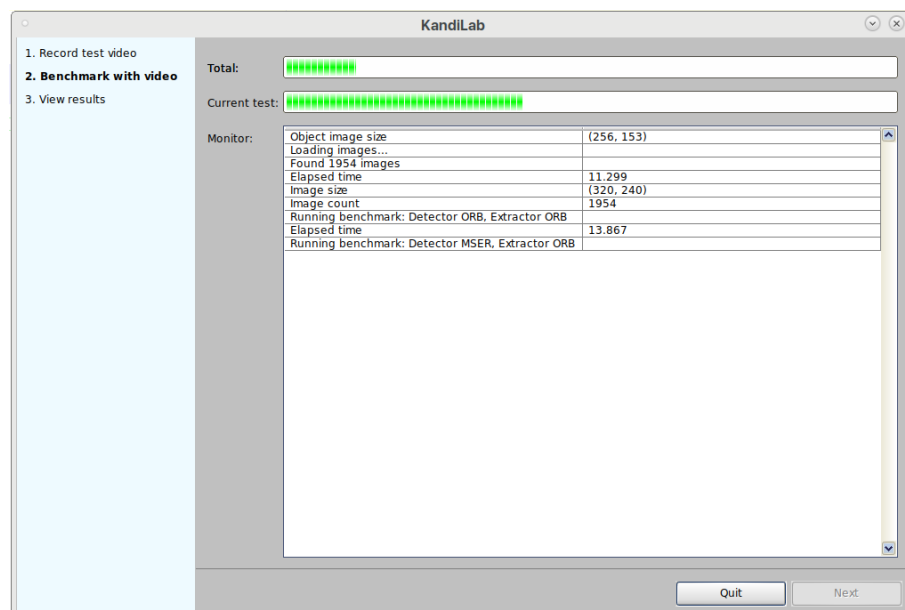 KandiLab
1. Record test video
2. Benchmark with video
3. View results
Total:
Current test:
Monitor:
Object image size (256, 153)
Loading images...
Found 1954 images
Elapsed time 11.299
Image size (320, 240)
Image count 1954
Running benchmark: Detector ORB, Extractor ORB
Elapsed time 13.867
Running benchmark: Detector MSER, Extractor ORB
Quit Next